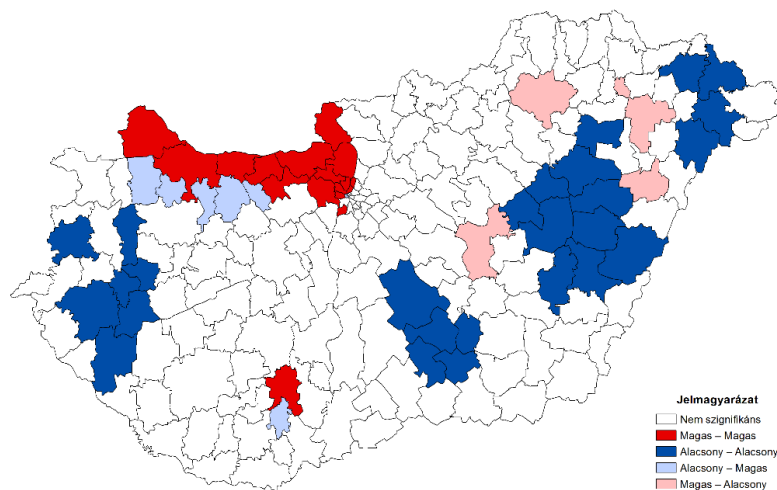 Jelmagyarázat
Nem szignifikáns
Magas – Magas
Alacsony – Alacsony
Alacsony – Magas
Magas – Alacsony